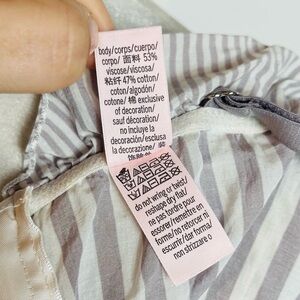 body/corps/cuerpo/
corpo/ 面料 53%
viscose/viscosa/
粘纤 47% cotton/
coton/algodón/
cotone/ 棉 exclusive
of decoration/
sauf décoration/
no incluye la
decoración/esclusa
la decorazione/
do not wring or twist/
reshape dry flat/
ne pas tordre pour
essorer/remettre en
forme/no retorcer ni
escurrir/dar forma/
non strizzare o